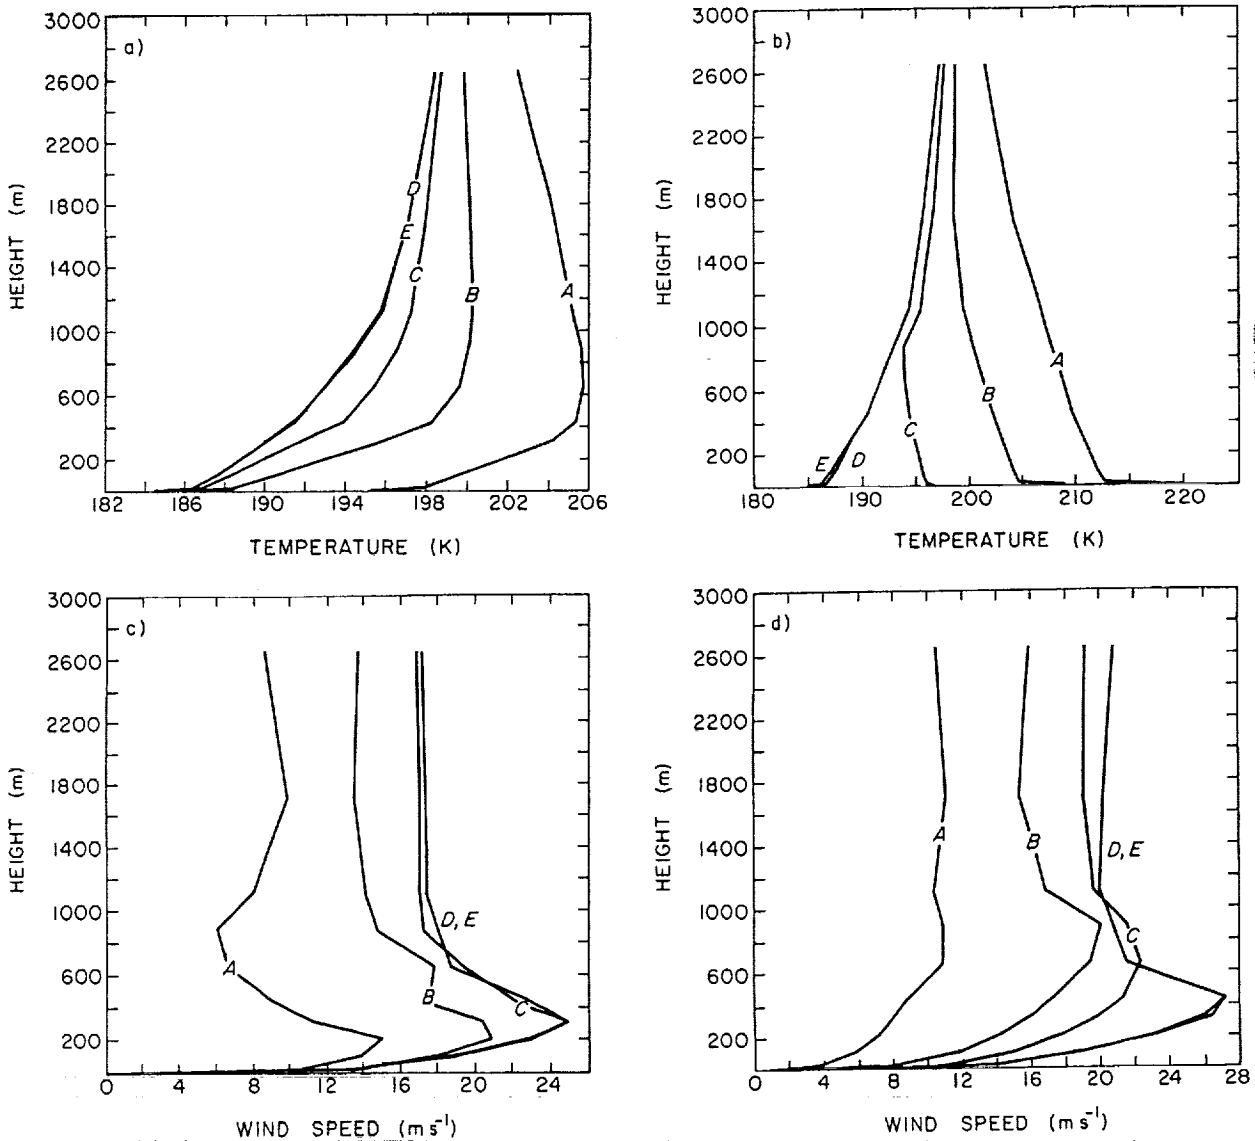 a)
3000
2600
2200
1800
1400
1000
600
200
HEIGHT (m)
D
E
C
B
A
182 186 190 194 198 202 206
TEMPERATURE (K)
b)
3000
2600
2200
1800
1400
1000
600
200
HEIGHT (m)
A
B
C
E D
180 190 200 210 220
TEMPERATURE (K)
c)
3000
2600
2200
1800
1400
1000
600
200
HEIGHT (m)
D, E
A
B
C
0 4 8 12 16 20 24
WIND SPEED (m s⁻¹)
d)
3000
2600
2200
1800
1400
1000
600
200
HEIGHT (m)
A
B
D, E
C
0 4 8 12 16 20 24 28
WIND SPEED (m s⁻¹)